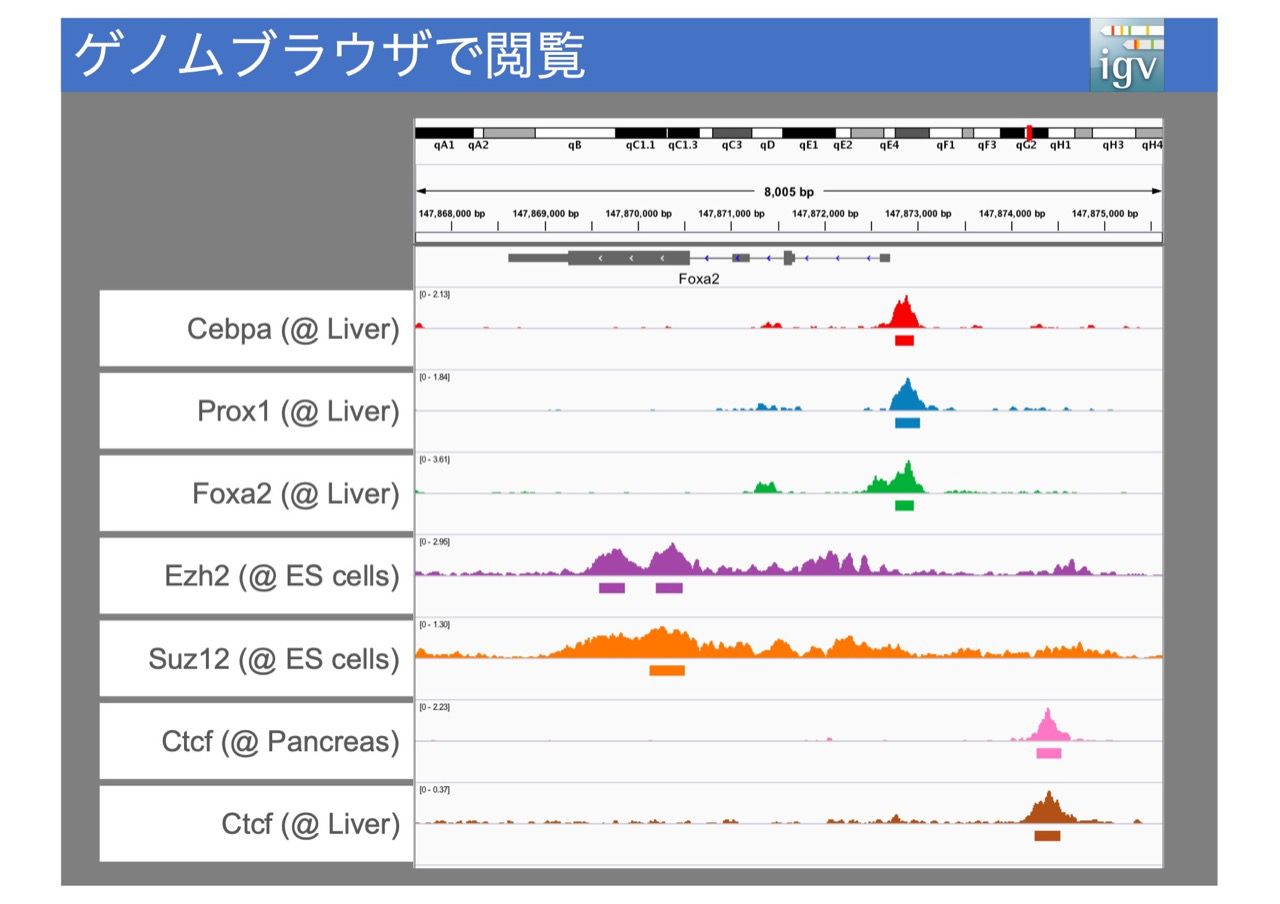 ゲノムブラウザで閲覧
igv
qA1 qA2 qB qC1.1 qC1.3 qC3 qD qE1 qE2 qE4 qF1 qF3 qG2 qH1 qH3 qH4
8,005 bp
147,868,000 bp 147,869,000 bp 147,870,000 bp 147,871,000 bp 147,872,000 bp 147,873,000 bp 147,874,000 bp 147,875,000 bp
Foxa2
Cebpa (@ Liver)
[0 - 2.13]
Prox1 (@ Liver)
[0 - 1.84]
Foxa2 (@ Liver)
[0 - 3.61]
Ezh2 (@ ES cells)
[0 - 2.95]
Suz12 (@ ES cells)
[0 - 1.30]
Ctcf (@ Pancreas)
[0 - 2.23]
Ctcf (@ Liver)
[0 - 0.37]